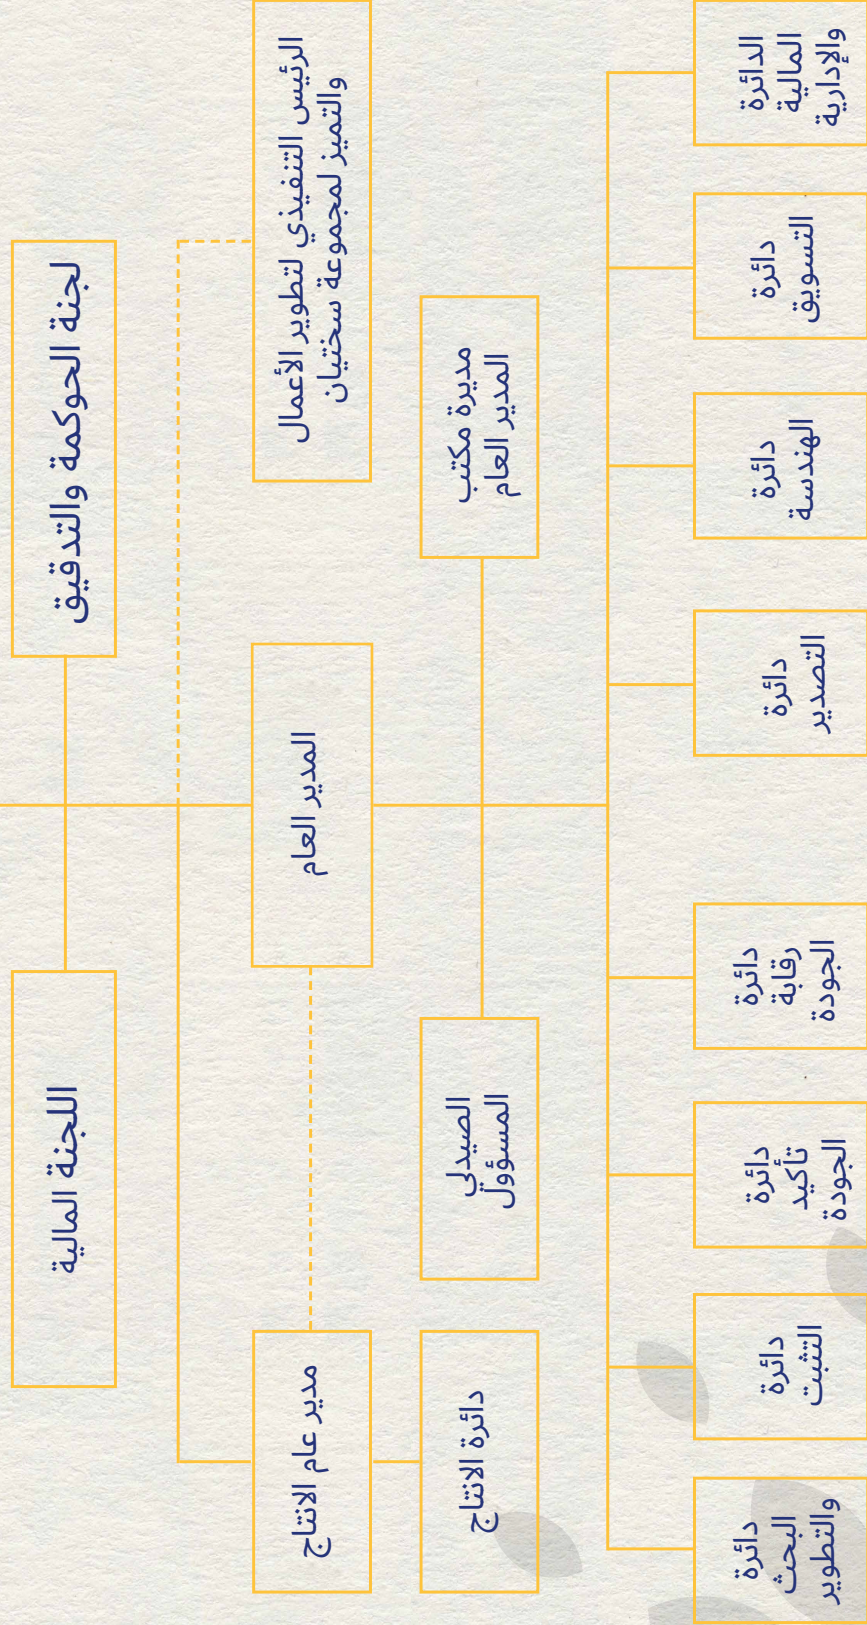 لجنة الحوكمة والتدقيق
اللجنة المالية
الرئيس التنفيذي لتطوير الأعمال
والتميز لمجموعة سختيان
المدير العام
مدير عام الانتاج
مديرة مكتب
المدير العام
الصيدلي
المسؤول
دائرة الانتاج
الدائرة
المالية
والإدارية
دائرة
التسويق
دائرة
الهندسة
دائرة
التصدير
دائرة
رقابة
الجودة
دائرة
تأكيد
الجودة
دائرة
التثبت
دائرة
البحث
والتطوير